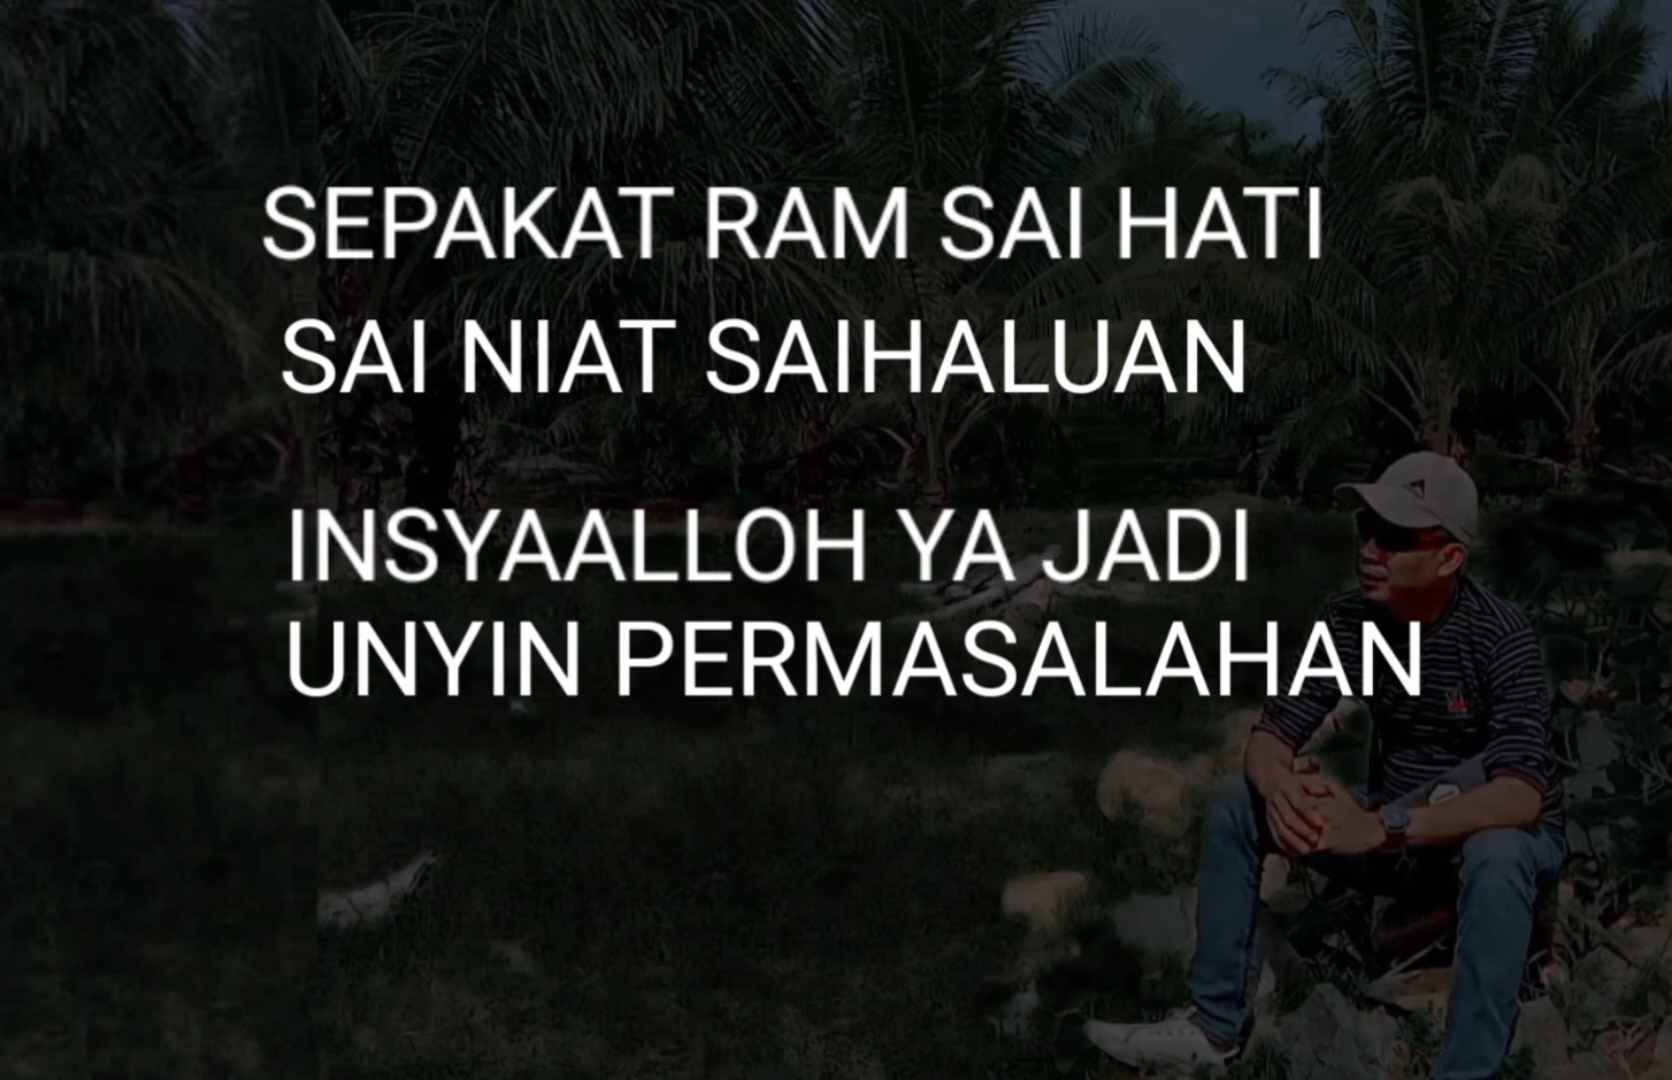 SEPAKAT RAM SAI HATI
SAI NIAT SAIHALUAN
INSYAALLOH YA JADI
UNYIN PERMASALAHAN